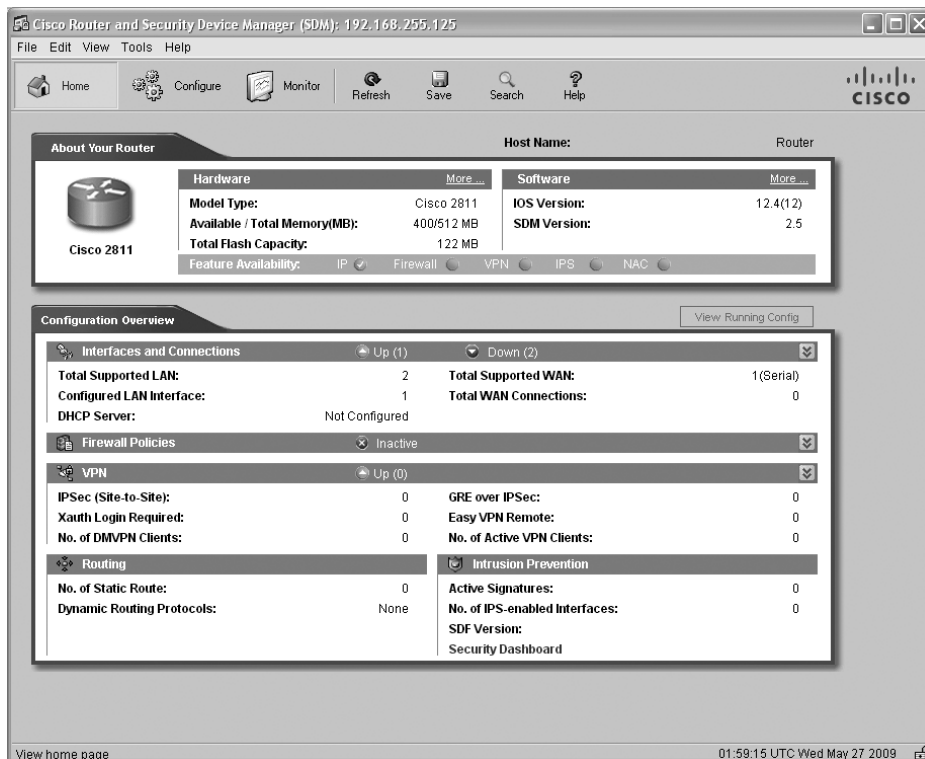 Cisco Router and Security Device Manager (SDM): 192.168.255.125
File Edit View Tools Help
Home Configure Monitor Refresh Save Search Help
CISCO
About Your Router Host Name: Router
Cisco 2811
Hardware More ... Software More ...
Model Type: Cisco 2811 IOS Version: 12.4(12)
Available / Total Memory(MB): 400/512 MB SDM Version: 2.5
Total Flash Capacity: 122 MB
Feature Availability: IP Firewall VPN IPS NAC
Configuration Overview View Running Config
Interfaces and Connections Up (1) Down (2)
Total Supported LAN: 2 Total Supported WAN: 1(Serial)
Configured LAN Interface: 1 Total WAN Connections: 0
DHCP Server: Not Configured
Firewall Policies Inactive
VPN Up (0)
IPSec (Site-to-Site): 0 GRE over IPSec: 0
Xauth Login Required: 0 Easy VPN Remote: 0
No. of DMVPN Clients: 0 No. of Active VPN Clients: 0
Routing Intrusion Prevention
No. of Static Route: 0 Active Signatures: 0
Dynamic Routing Protocols: None No. of IPS-enabled Interfaces: 0
SDF Version:
Security Dashboard
View home page 01:59:15 UTC Wed May 27 2009